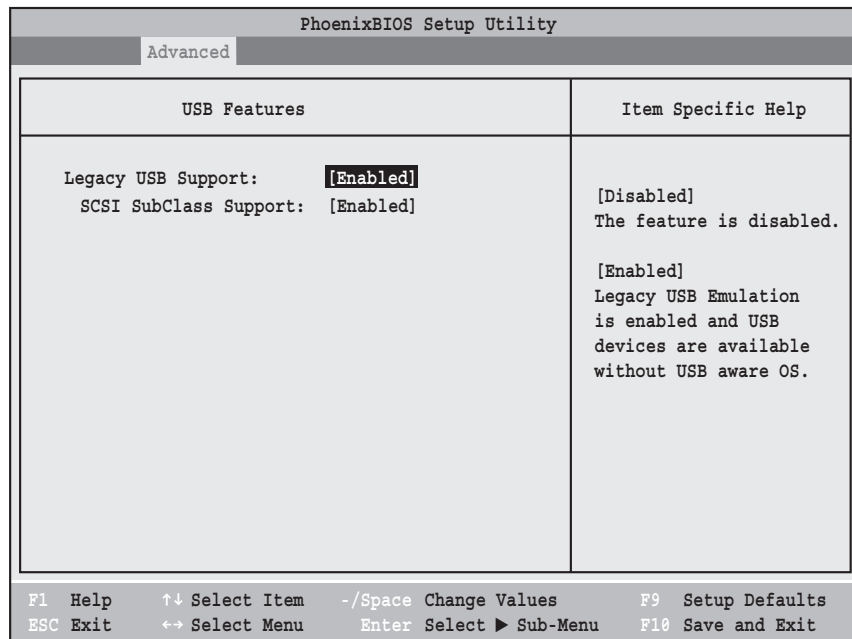 PhoenixBIOS Setup Utility
Advanced
USB Features
Item Specific Help
Legacy USB Support: [Enabled]
SCSI SubClass Support: [Enabled]
[Disabled]
The feature is disabled.
[Enabled]
Legacy USB Emulation
is enabled and USB
devices are available
without USB aware OS.
F1 Help ↑↓ Select Item -/Space Change Values F9 Setup Defaults
ESC Exit ←→ Select Menu Enter Select ▶ Sub-Menu F10 Save and Exit